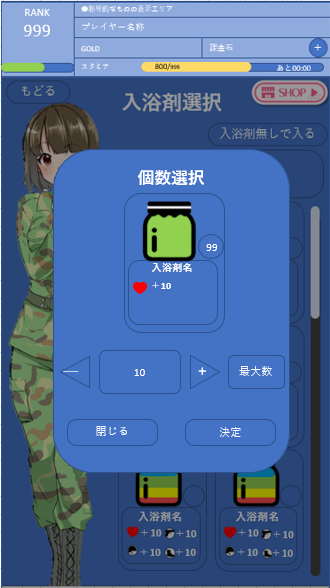 RANK
999
●新号的なものの表示エリア
プレイヤー名称
GOLD
課金石
+
スタミナ
800/999
あと00:00
もどる
入浴剤選択
SHOP
入浴剤無しで入る
個数選択
99
入浴剤名
+10
10
+
最大数
閉じる
決定
入浴剤名
+10 +10
+10 +10
入浴剤名
+10 +10
+10 +10